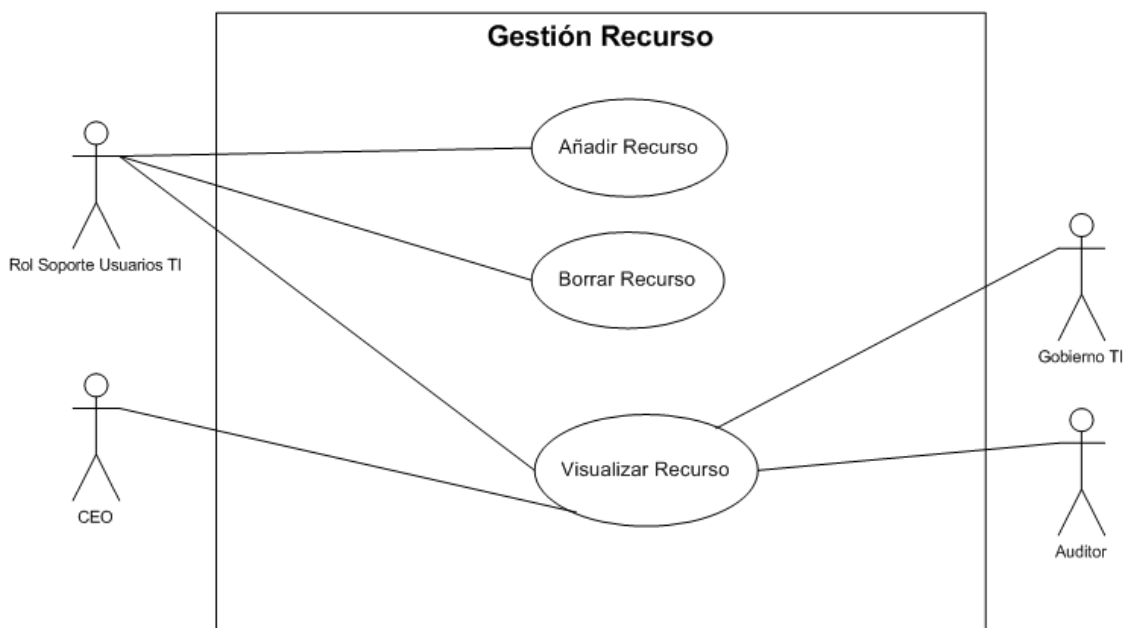 Gestión Recurso
Añadir Recurso
Rol Soporte Usuarios TI
Borrar Recurso
Gobierno TI
Visualizar Recurso
CEO
Auditor